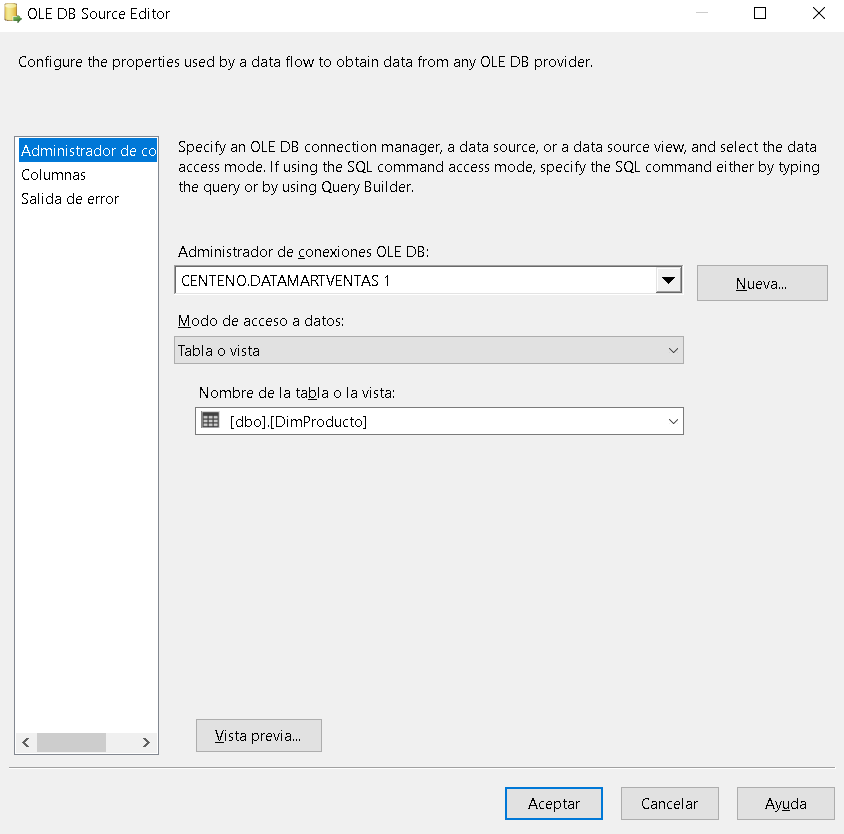 OLE DB Source Editor
Configure the properties used by a data flow to obtain data from any OLE DB provider.
Administrador de co
Columnas
Salida de error
Specify an OLE DB connection manager, a data source, or a data source view, and select the data
access mode. If using the SQL command access mode, specify the SQL command either by typing
the query or by using Query Builder.
Administrador de conexiones OLE DB:
CENTENO.DATAMARTVENTAS 1
Nueva...
Modo de acceso a datos:
Tabla o vista
Nombre de la tabla o la vista:
[dbo].[DimProducto]
Vista previa...
Aceptar
Cancelar
Ayuda